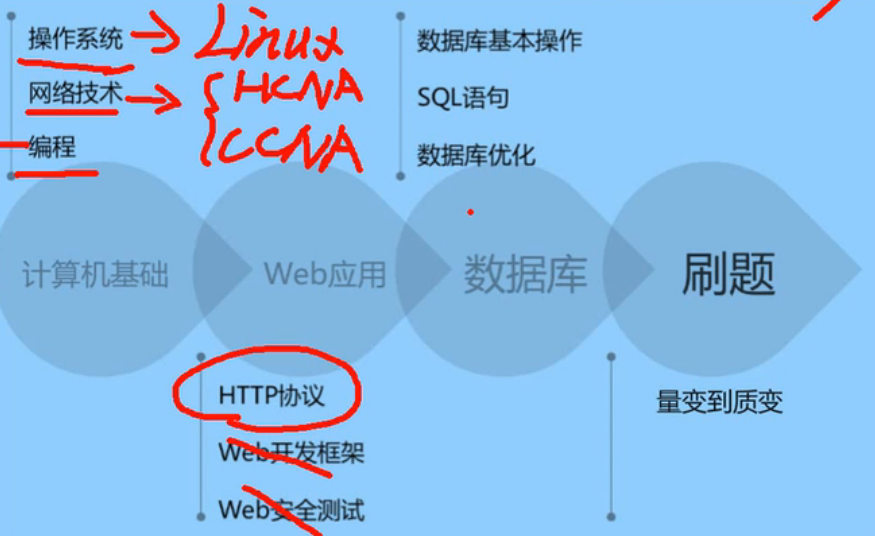 操作系统 → Linux
网络技术 → { HCNA
CCNA
编程
数据库基本操作
SQL语句
数据库优化
计算机基础
Web应用
数据库
刷题
HTTP协议
Web开发框架
Web安全测试
量变到质变